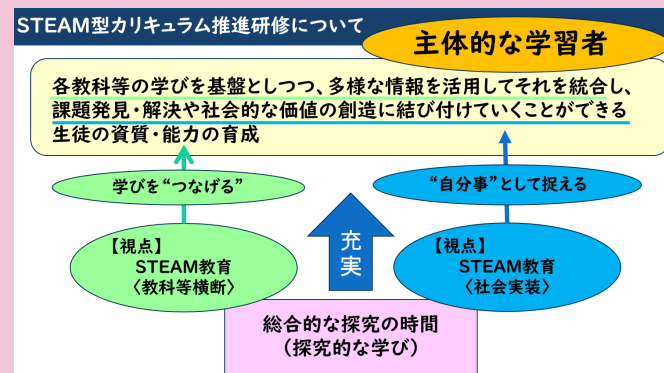 STEAM型カリキュラム推進研修について
主体的な学習者
各教科等の学びを基盤としつつ、多様な情報を活用してそれを統合し、
課題発見・解決や社会的な価値の創造に結び付けていくことができる
生徒の資質・能力の育成
学びを“つなげる”
“自分事”として捉える
【視点】
STEAM教育
〈教科等横断〉
充実
【視点】
STEAM教育
〈社会実装〉
総合的な探究の時間
（探究的な学び）